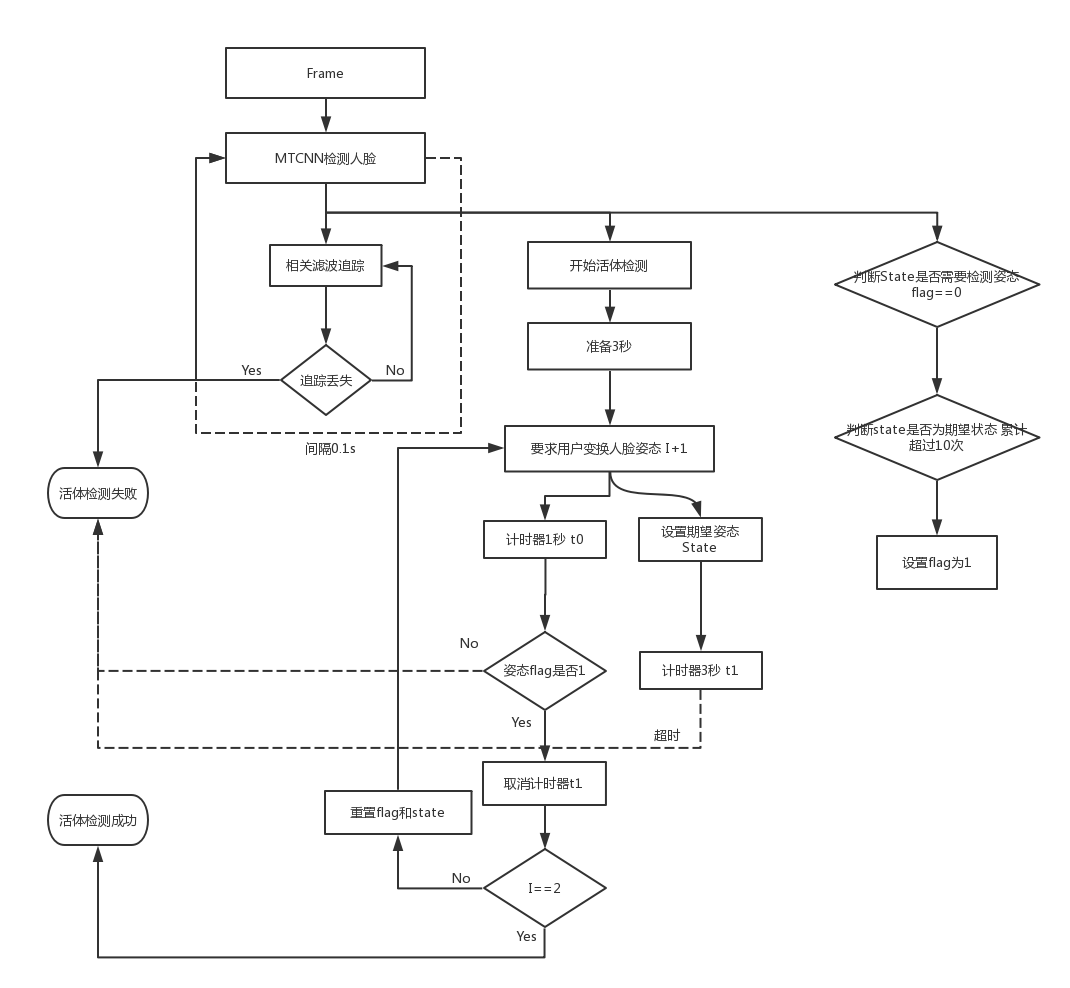 Frame
MTCNN检测人脸
相关滤波追踪
开始活体检测
判断State是否需要检测姿态
flag==0
准备3秒
Yes
追踪丢失
No
间隔0.1s
要求用户变换人脸姿态 I+1
判断state是否为期望状态 累计
超过10次
活体检测失败
计时器1秒 t0
设置期望姿态
State
设置flag为1
No
姿态flag是否1
计时器3秒 t1
Yes
超时
取消计时器t1
重置flag和state
活体检测成功
No
I==2
Yes